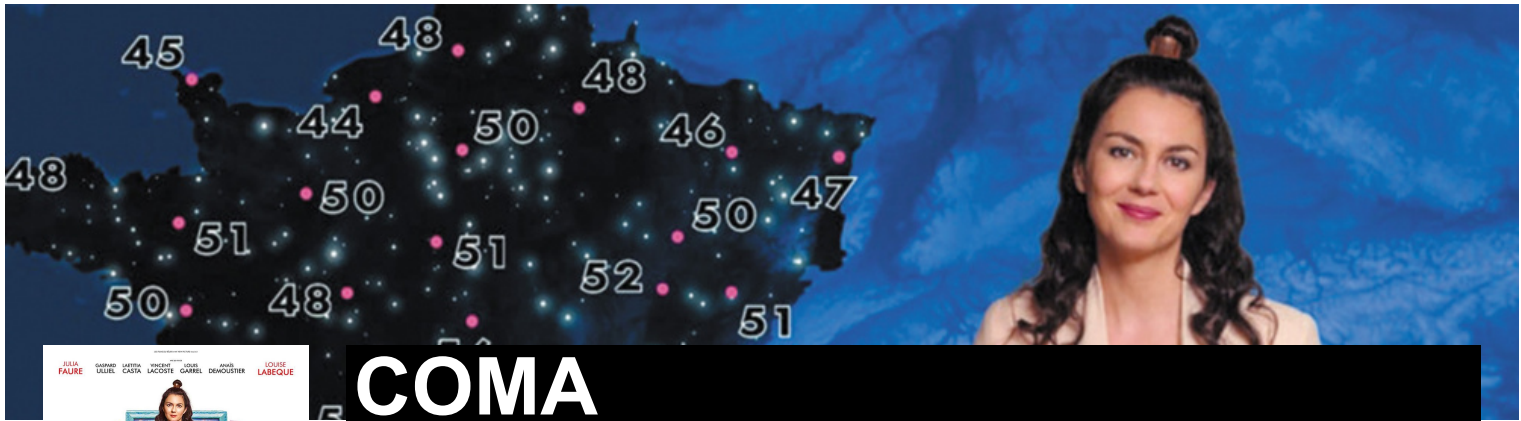 48
45
48
44
50
46
48
50
47
50
51
51
52
50
48
51
JULIA FAURE
GASPARD ULLIEL
LAETITIA CASTA
VINCENT LACOSTE
LOUIS GARREL
ANAÏS DEMOUSTIER
LOUISE LABEQUE
COMA